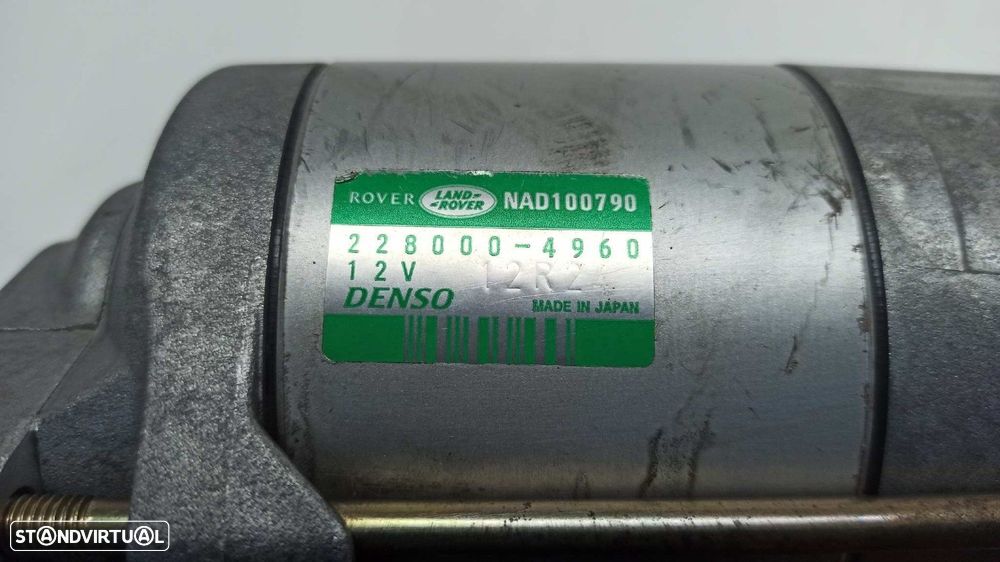 ROVER LAND-ROVER NAD100790
228000-4960
12V 12R2
DENSO MADE IN JAPAN
STANDVIRTUAL